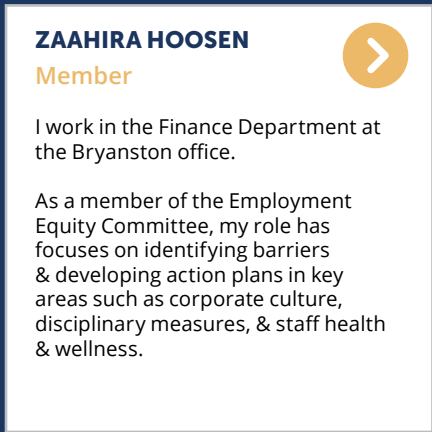 ZAAHIRA HOOSEN
Member
I work in the Finance Department at
the Bryanston office.
As a member of the Employment
Equity Committee, my role has
focuses on identifying barriers
& developing action plans in key
areas such as corporate culture,
disciplinary measures, & staff health
& wellness.